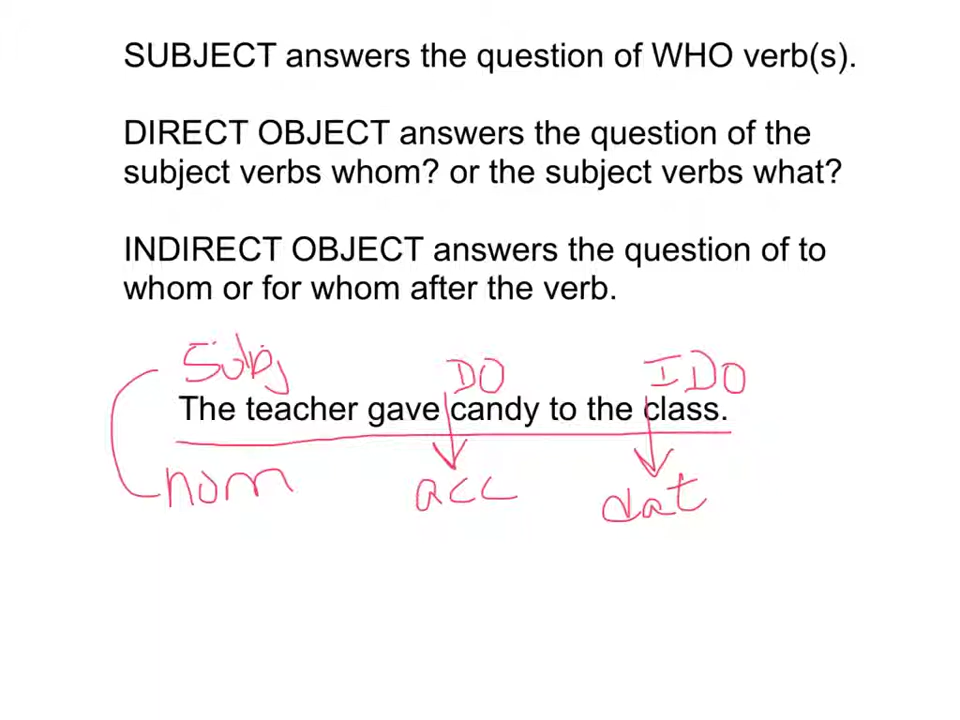 SUBJECT answers the question of WHO verb(s).
DIRECT OBJECT answers the question of the
subject verbs whom? or the subject verbs what?
INDIRECT OBJECT answers the question of to
whom or for whom after the verb.
Subj DO IDO
The teacher gave candy to the class.
nom acc dat